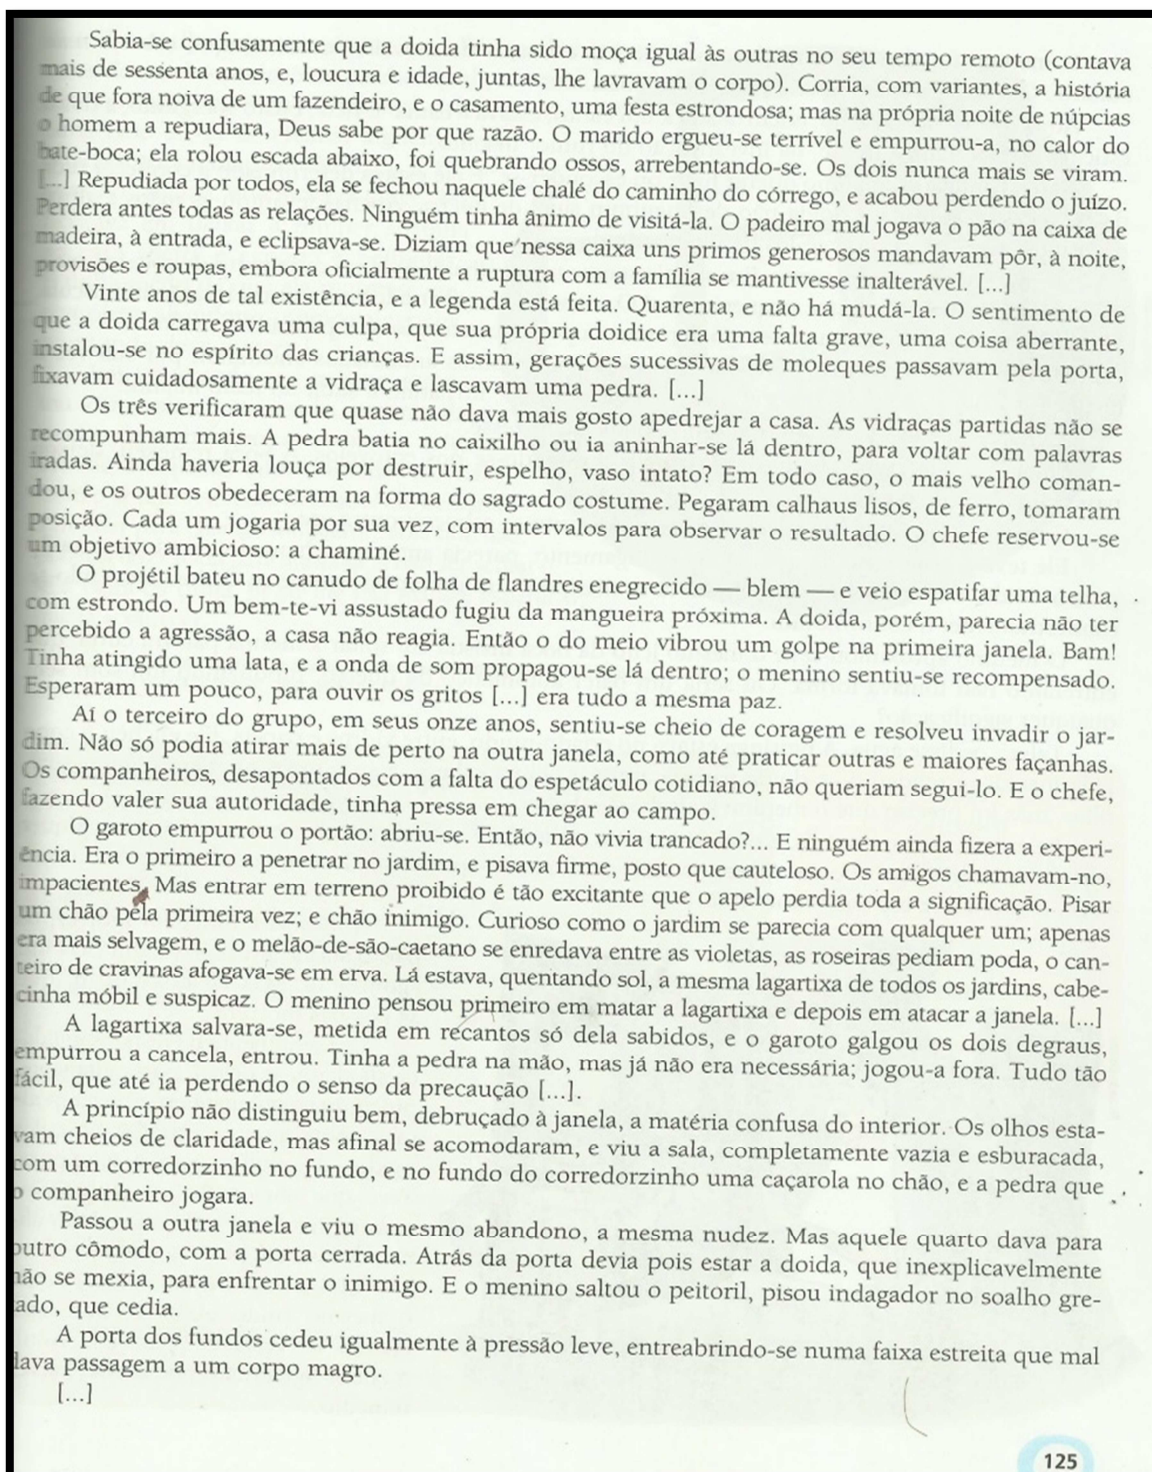 Sabia-se confusamente que a doida tinha sido moça igual às outras no seu tempo remoto (contava
mais de sessenta anos, e, loucura e idade, juntas, lhe lavravam o corpo). Corria, com variantes, a história
de que fora noiva de um fazendeiro, e o casamento, uma festa estrondosa; mas na própria noite de núpcias
o homem a repudiara, Deus sabe por que razão. O marido ergueu-se terrível e empurrou-a, no calor do
bate-boca; ela rolou escada abaixo, foi quebrando ossos, arrebentando-se. Os dois nunca mais se viram.
[...] Repudiada por todos, ela se fechou naquele chalé do caminho do córrego, e acabou perdendo o juízo.
Perdera antes todas as relações. Ninguém tinha ânimo de visitá-la. O padeiro mal jogava o pão na caixa de
madeira, à entrada, e eclipsava-se. Diziam que nessa caixa uns primos generosos mandavam pôr, à noite,
provisões e roupas, embora oficialmente a ruptura com a família se mantivesse inalterável. [...]
Vinte anos de tal existência, e a legenda está feita. Quarenta, e não há mudá-la. O sentimento de
que a doida carregava uma culpa, que sua própria doidice era uma falta grave, uma coisa aberrante,
instalou-se no espírito das crianças. E assim, gerações sucessivas de moleques passavam pela porta,
fixavam cuidadosamente a vidraça e lascavam uma pedra. [...]
Os três verificaram que quase não dava mais gosto apedrejar a casa. As vidraças partidas não se
recompunham mais. A pedra batia no caixilho ou ia aninhar-se lá dentro, para voltar com palavras
iradas. Ainda haveria louça por destruir, espelho, vaso intato? Em todo caso, o mais velho coman-
dou, e os outros obedeceram na forma do sagrado costume. Pegaram calhaus lisos, de ferro, tomaram
posição. Cada um jogaria por sua vez, com intervalos para observar o resultado. O chefe reservou-se
um objetivo ambicioso: a chaminé.
O projétil bateu no canudo de folha de flandres enegrecido — blem — e veio espatifar uma telha,
com estrondo. Um bem-te-vi assustado fugiu da mangueira próxima. A doida, porém, parecia não ter
percebido a agressão, a casa não reagia. Então o do meio vibrou um golpe na primeira janela. Bam!
Tinha atingido uma lata, e a onda de som propagou-se lá dentro; o menino sentiu-se recompensado.
Esperaram um pouco, para ouvir os gritos [...] era tudo a mesma paz.
Aí o terceiro do grupo, em seus onze anos, sentiu-se cheio de coragem e resolveu invadir o jar-
dim. Não só podia atirar mais de perto na outra janela, como até praticar outras e maiores façanhas.
Os companheiros, desapontados com a falta do espetáculo cotidiano, não queriam segui-lo. E o chefe,
fazendo valer sua autoridade, tinha pressa em chegar ao campo.
O garoto empurrou o portão: abriu-se. Então, não vivia trancado?... E ninguém ainda fizera a experi-
ência. Era o primeiro a penetrar no jardim, e pisava firme, posto que cauteloso. Os amigos chamavam-no,
impacientes. Mas entrar em terreno proibido é tão excitante que o apelo perdia toda a significação. Pisar
um chão pela primeira vez; e chão inimigo. Curioso como o jardim se parecia com qualquer um; apenas
era mais selvagem, e o melão-de-são-caetano se enredava entre as violetas, as roseiras pediam poda, o can-
teiro de cravinas afogava-se em erva. Lá estava, quentando sol, a mesma lagartixa de todos os jardins, cabe-
cinha móbil e suspicaz. O menino pensou primeiro em matar a lagartixa e depois em atacar a janela. [...]
A lagartixa salvara-se, metida em recantos só dela sabidos, e o garoto galgou os dois degraus,
empurrou a cancela, entrou. Tinha a pedra na mão, mas já não era necessária; jogou-a fora. Tudo tão
fácil, que até ia perdendo o senso da precaução [...].
A princípio não distinguiu bem, debruçado à janela, a matéria confusa do interior. Os olhos esta-
vam cheios de claridade, mas afinal se acomodaram, e viu a sala, completamente vazia e esburacada,
com um corredorzinho no fundo, e no fundo do corredorzinho uma caçarola no chão, e a pedra que
o companheiro jogara.
Passou a outra janela e viu o mesmo abandono, a mesma nudez. Mas aquele quarto dava para
outro cômodo, com a porta cerrada. Atrás da porta devia pois estar a doida, que inexplicavelmente
não se mexia, para enfrentar o inimigo. E o menino saltou o peitoril, pisou indagador no soalho gre-
tado, que cedia.
A porta dos fundos cedeu igualmente à pressão leve, entreabrindo-se numa faixa estreita que mal
dava passagem a um corpo magro.
[...]
125